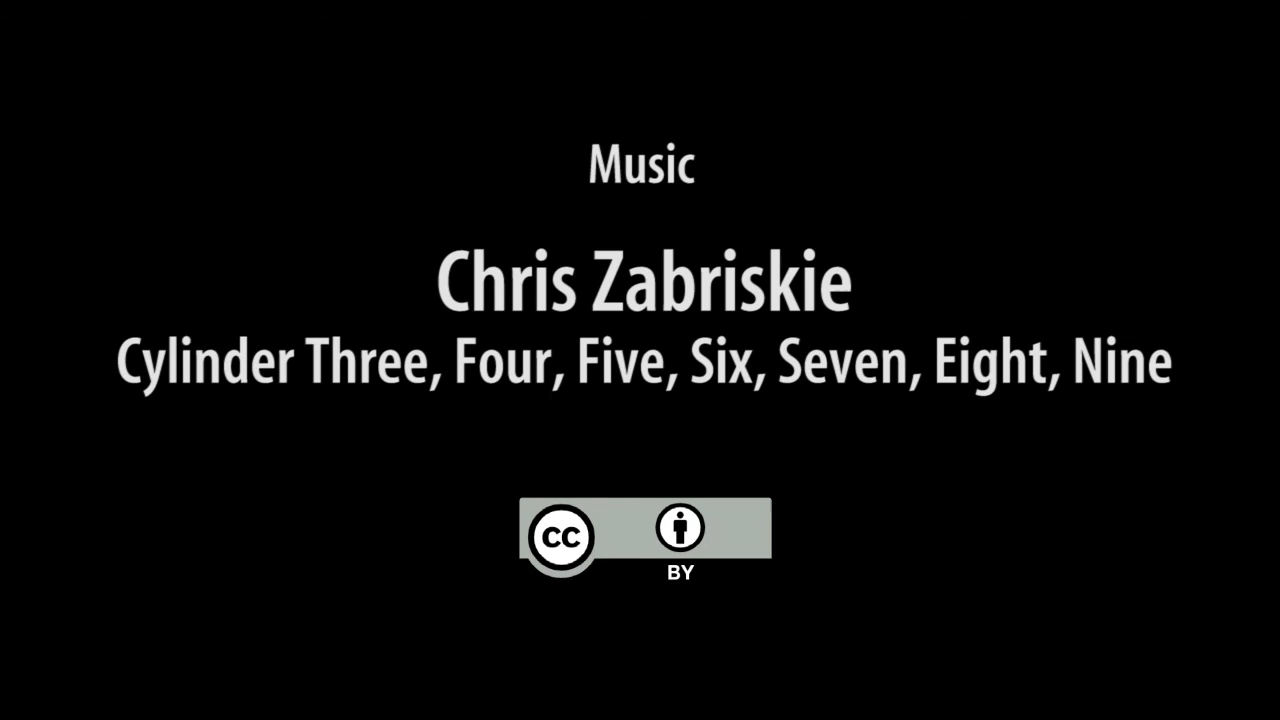 Music
Chris Zabriskie
Cylinder Three, Four, Five, Six, Seven, Eight, Nine
CC
BY